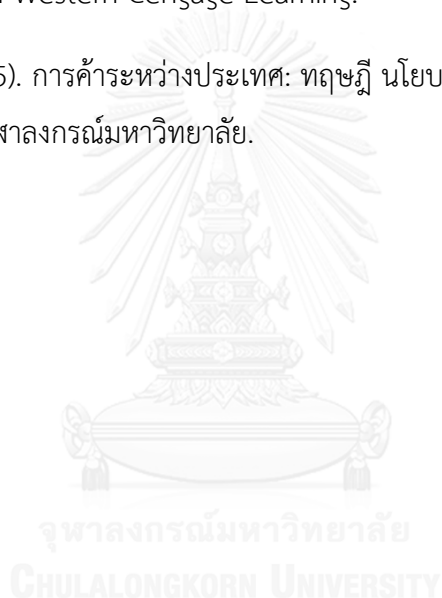 Western Cengage Learning.
5). การค้าระหว่างประเทศ: ทฤษฎี นโยบ
ฬาลงกรณ์มหาวิทยาลัย.
จุฬาลงกรณ์มหาวิทยาลัย
CHULALONGKORN UNIVERSITY